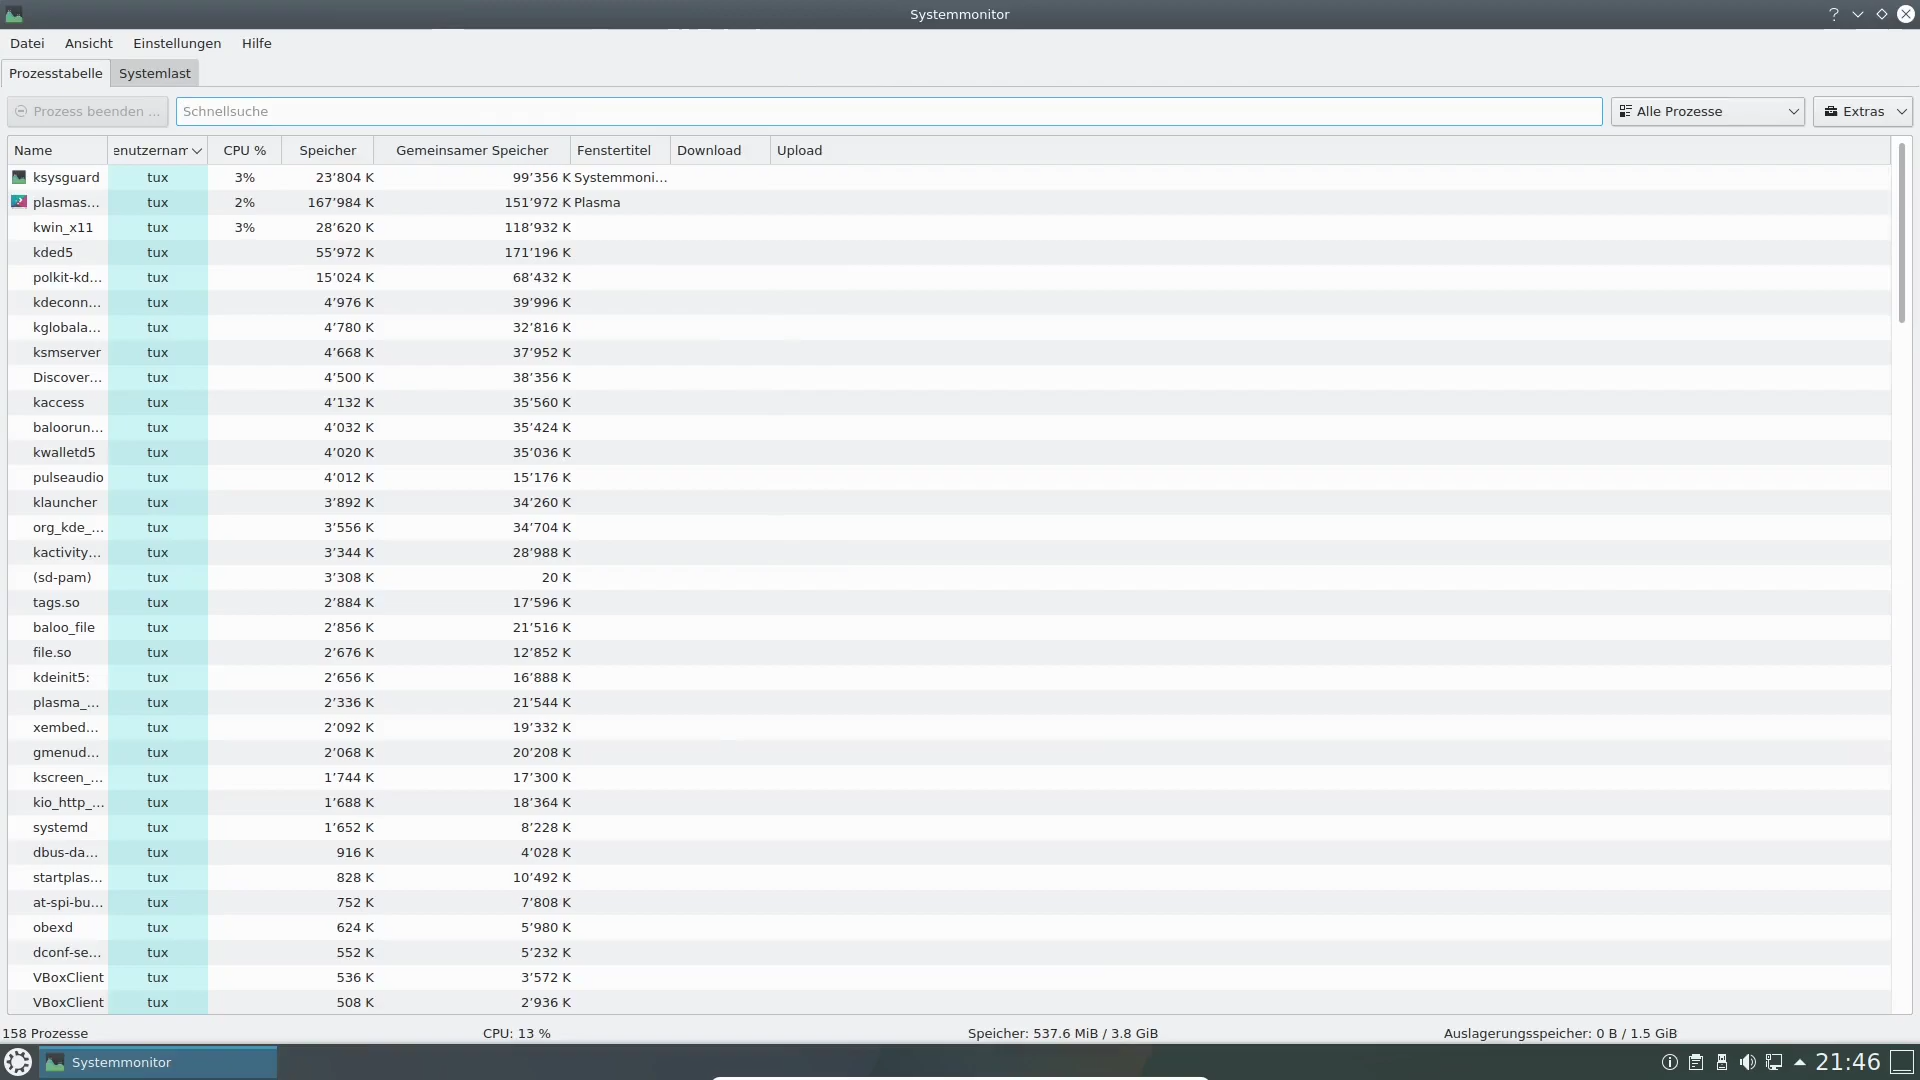 Systemmonitor
Datei Ansicht Einstellungen Hilfe
Prozesstabelle Systemlast
Prozess beenden ... Schnellsuche Alle Prozesse Extras
Name enutzernam CPU % Speicher Gemeinsamer Speicher Fenstertitel Download Upload
ksysguard tux 3% 23’804 K 99’356 K Systemmoni...
plasmas... tux 2% 167’984 K 151’972 K Plasma
kwin_x11 tux 3% 28’620 K 118’932 K
kded5 tux 55’972 K 171’196 K
polkit-kd... tux 15’024 K 68’432 K
kdeconn... tux 4’976 K 39’996 K
kglobala... tux 4’780 K 32’816 K
ksmserver tux 4’668 K 37’952 K
Discover... tux 4’500 K 38’356 K
kaccess tux 4’132 K 35’560 K
baloorun... tux 4’032 K 35’424 K
kwalletd5 tux 4’020 K 35’036 K
pulseaudio tux 4’012 K 15’176 K
klauncher tux 3’892 K 34’260 K
org_kde_... tux 3’556 K 34’704 K
kactivity... tux 3’344 K 28’988 K
(sd-pam) tux 3’308 K 20 K
tags.so tux 2’884 K 17’596 K
baloo_file tux 2’856 K 21’516 K
file.so tux 2’676 K 12’852 K
kdeinit5: tux 2’656 K 16’888 K
plasma_... tux 2’336 K 21’544 K
xembed... tux 2’092 K 19’332 K
gmenud... tux 2’068 K 20’208 K
kscreen_... tux 1’744 K 17’300 K
kio_http_... tux 1’688 K 18’364 K
systemd tux 1’652 K 8’228 K
dbus-da... tux 916 K 4’028 K
startplas... tux 828 K 10’492 K
at-spi-bu... tux 752 K 7’808 K
obexd tux 624 K 5’980 K
dconf-se... tux 552 K 5’232 K
VBoxClient tux 536 K 3’572 K
VBoxClient tux 508 K 2’936 K
158 Prozesse CPU: 13 % Speicher: 537.6 MiB / 3.8 GiB Auslagerungsspeicher: 0 B / 1.5 GiB
Systemmonitor 21:46